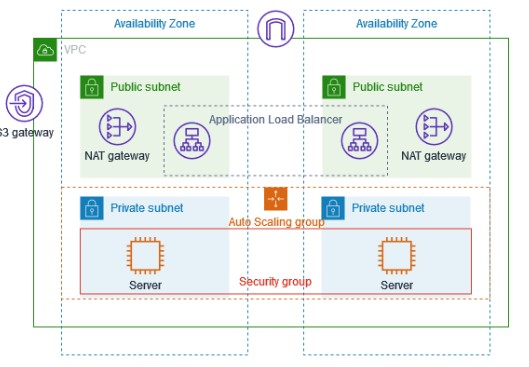 Availability Zone
Availability Zone
VPC
Public subnet
Public subnet
S3 gateway
Application Load Balancer
NAT gateway
NAT gateway
Private subnet
Private subnet
Auto Scaling group
Security group
Server
Server